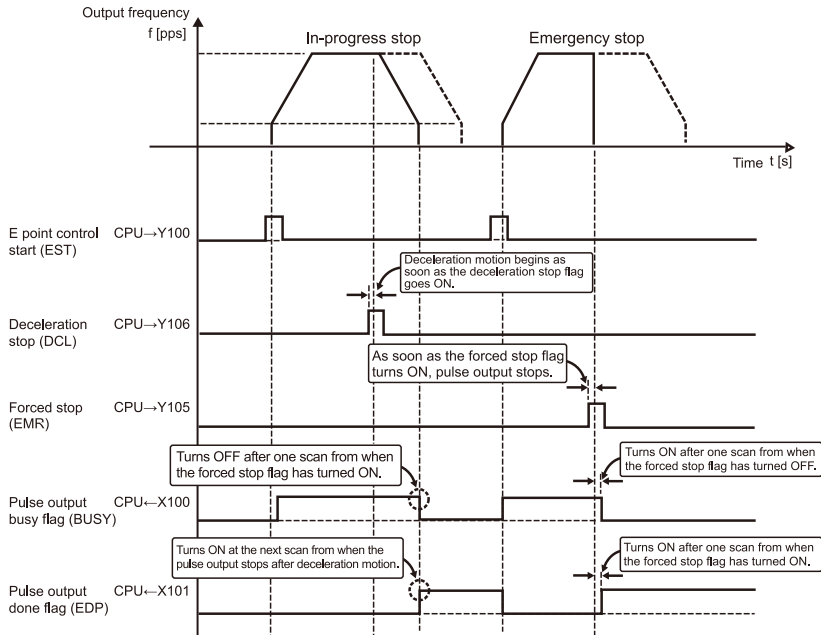 Output frequency
f [pps]
In-progress stop
Emergency stop
Time t [s]
E point control
start (EST)
CPU→Y100
Deceleration motion begins as
soon as the deceleration stop flag
goes ON.
Deceleration
stop (DCL)
CPU→Y106
As soon as the forced stop flag
turns ON, pulse output stops.
Forced stop
(EMR)
CPU→Y105
Turns OFF after one scan from when
the forced stop flag has turned ON.
Turns ON after one scan from when
the forced stop flag has turned OFF.
Pulse output
busy flag (BUSY)
CPU←X100
Turns ON at the next scan from when the
pulse output stops after deceleration motion.
Turns ON after one scan from when
the forced stop flag has turned ON.
Pulse output
done flag (EDP)
CPU←X101